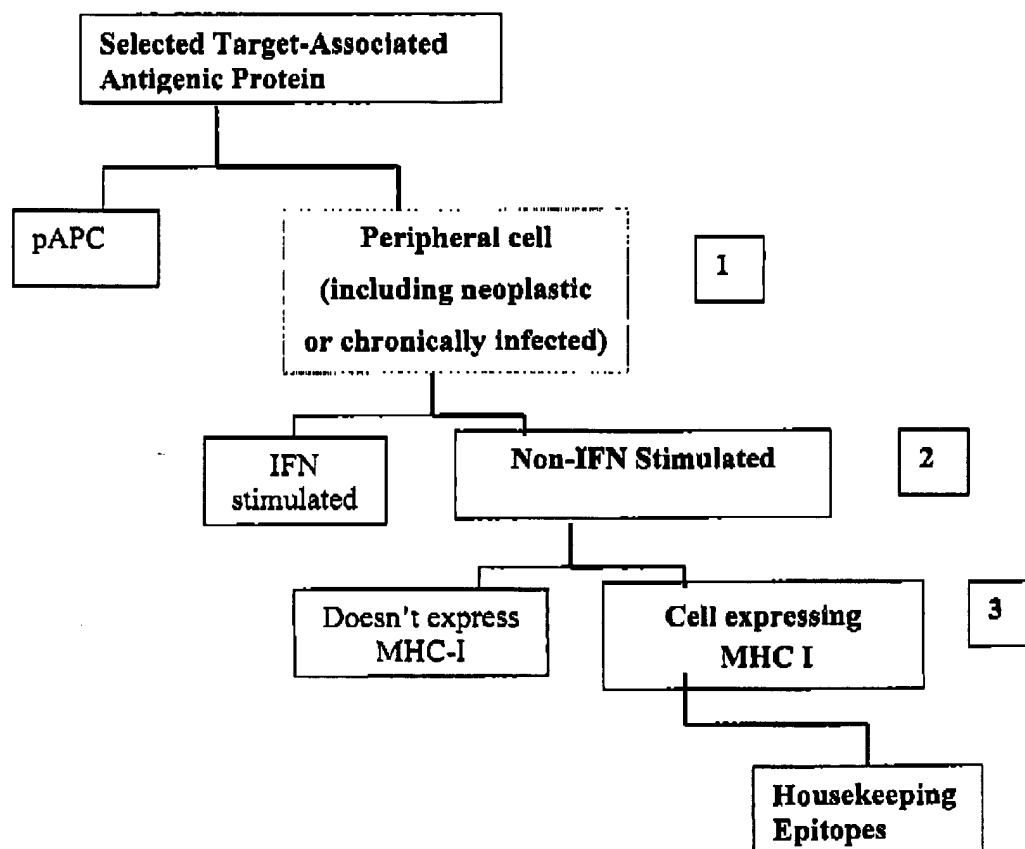 Selected Target-Associated
Antigenic Protein
pAPC
Peripheral cell
(including neoplastic
or chronically infected)
1
IFN
stimulated
Non-IFN Stimulated
2
Doesn't express
MHC-I
Cell expressing
MHC I
3
Housekeeping
Epitopes